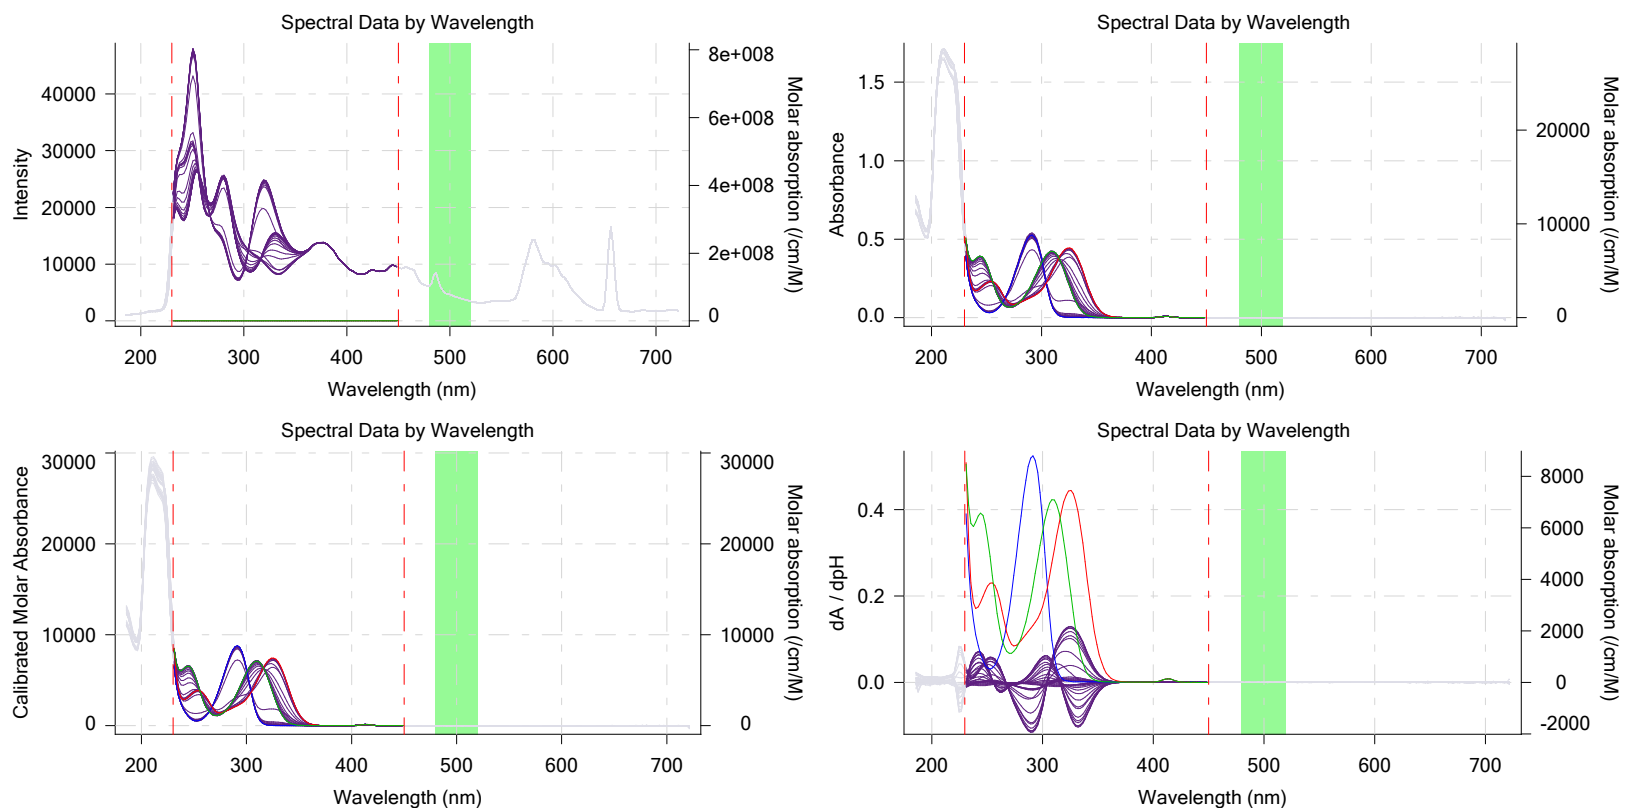 Spectral Data by Wavelength
Intensity
40000
30000
20000
10000
0
8e+008
6e+008
4e+008
2e+008
0
Molar absorption (/cm/M)
200 300 400 500 600 700
Wavelength (nm)
Spectral Data by Wavelength
Absorbance
1.5
1.0
0.5
0.0
20000
10000
0
Molar absorption (/cm/M)
200 300 400 500 600 700
Wavelength (nm)
Spectral Data by Wavelength
Calibrated Molar Absorbance
30000
20000
10000
0
30000
20000
10000
0
Molar absorption (/cm/M)
200 300 400 500 600 700
Wavelength (nm)
Spectral Data by Wavelength
dA / dpH
0.4
0.2
0.0
8000
6000
4000
2000
0
-2000
Molar absorption (/cm/M)
200 300 400 500 600 700
Wavelength (nm)